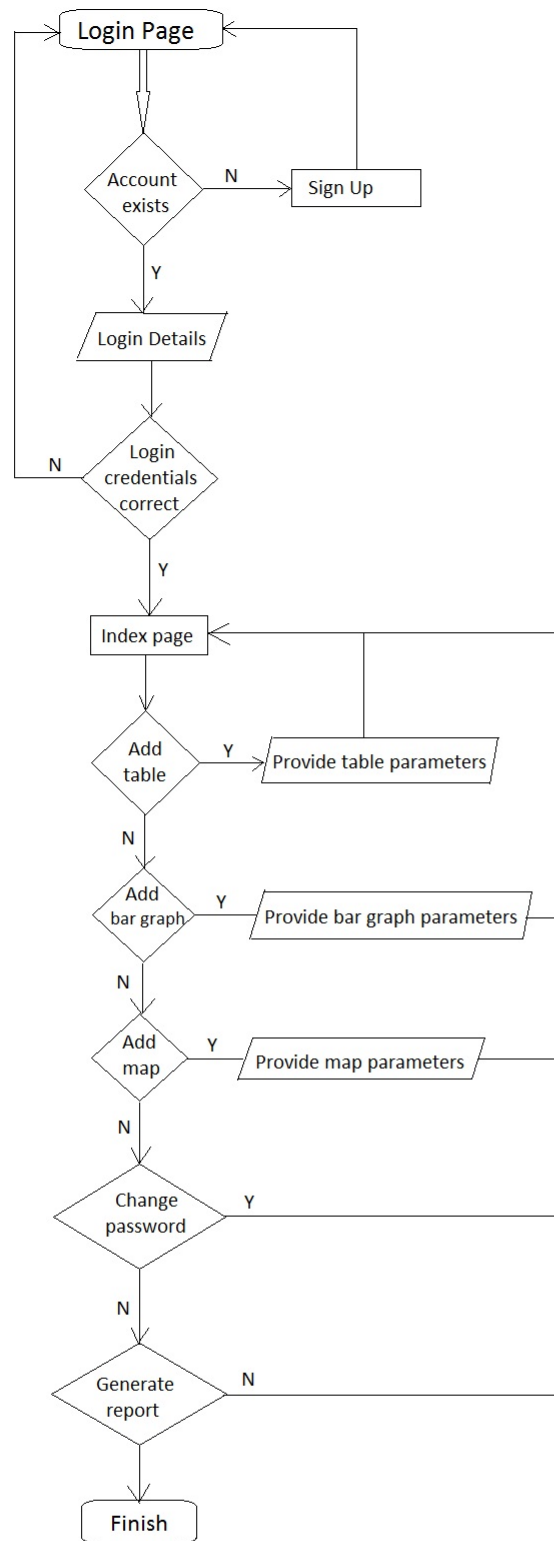 Login Page
Account
exists
N
Sign Up
Y
Login Details
Login
credentials
correct
N
Y
Index page
Add
table
Y
Provide table parameters
N
Add
bar graph
Y
Provide bar graph parameters
N
Add
map
Y
Provide map parameters
N
Change
password
Y
N
Generate
report
N
Finish